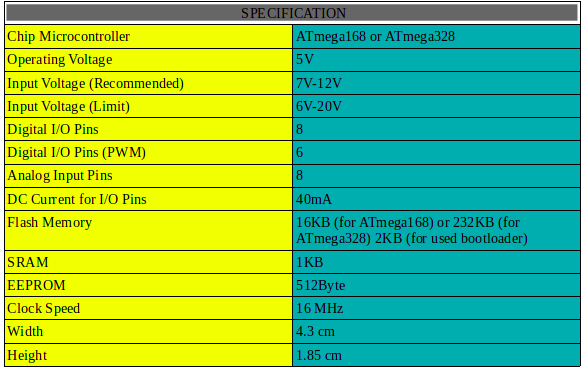 SPECIFICATION
Chip Microcontroller ATmega168 or ATmega328
Operating Voltage 5V
Input Voltage (Recommended) 7V-12V
Input Voltage (Limit) 6V-20V
Digital I/O Pins 8
Digital I/O Pins (PWM) 6
Analog Input Pins 8
DC Current for I/O Pins 40mA
Flash Memory 16KB (for ATmega168) or 232KB (for
ATmega328) 2KB (for used bootloader)
SRAM 1KB
EEPROM 512Byte
Clock Speed 16 MHz
Width 4.3 cm
Height 1.85 cm